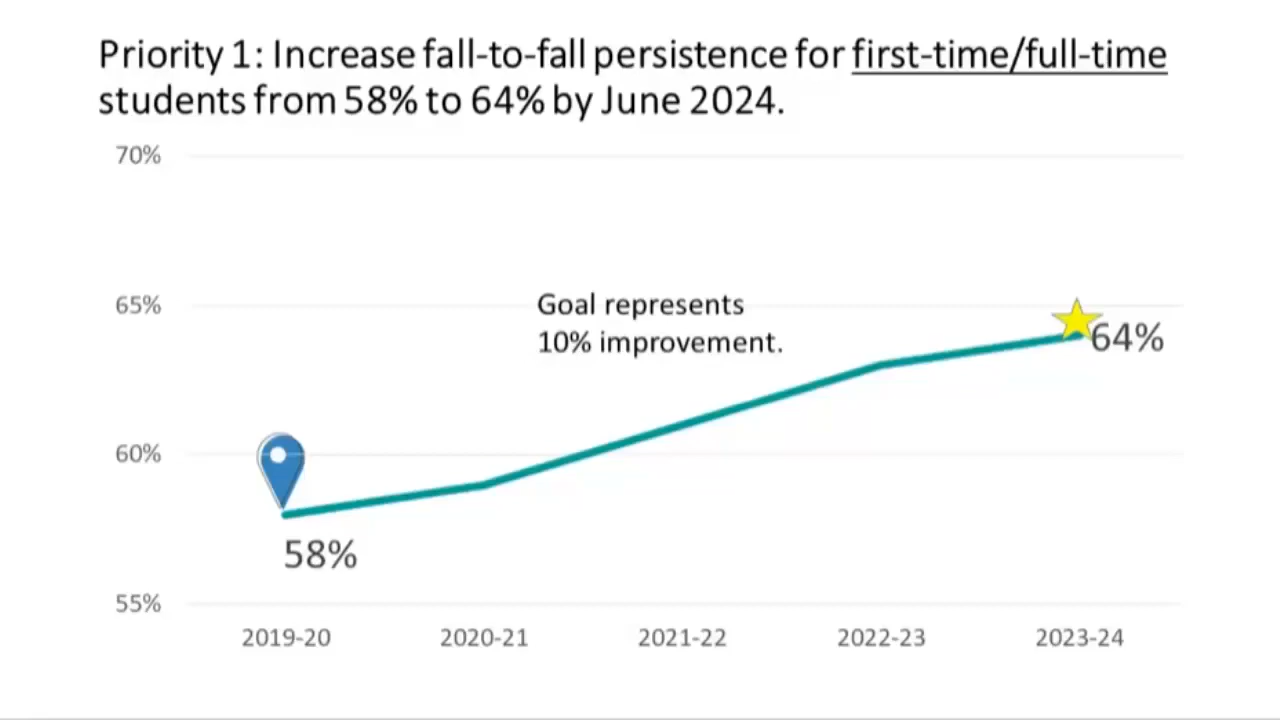 Priority 1: Increase fall-to-fall persistence for first-time/full-time
students from 58% to 64% by June 2024.
70%
65%
Goal represents
10% improvement.
64%
60%
58%
55%
2019-20 2020-21 2021-22 2022-23 2023-24